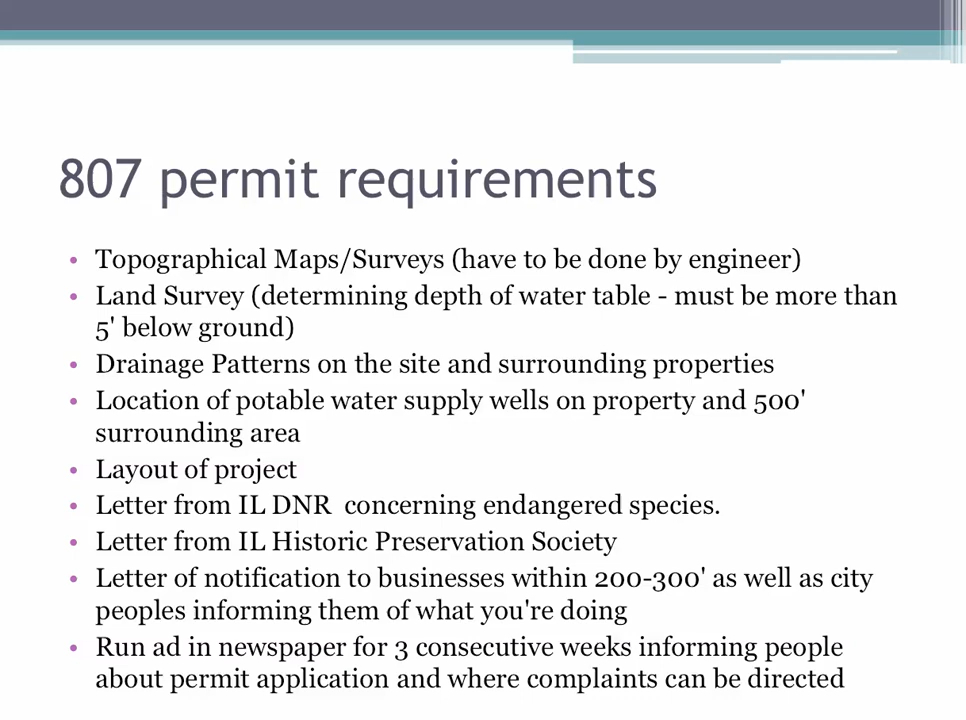 807 permit requirements
• Topographical Maps/Surveys (have to be done by engineer)
• Land Survey (determining depth of water table - must be more than
5' below ground)
• Drainage Patterns on the site and surrounding properties
• Location of potable water supply wells on property and 500'
surrounding area
• Layout of project
• Letter from IL DNR  concerning endangered species.
• Letter from IL Historic Preservation Society
• Letter of notification to businesses within 200-300' as well as city
peoples informing them of what you're doing
• Run ad in newspaper for 3 consecutive weeks informing people
about permit application and where complaints can be directed